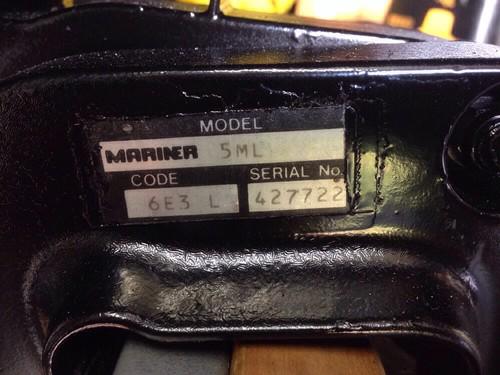 MODEL
MARINER 5ML
CODE SERIAL No.
6E3 L 427722